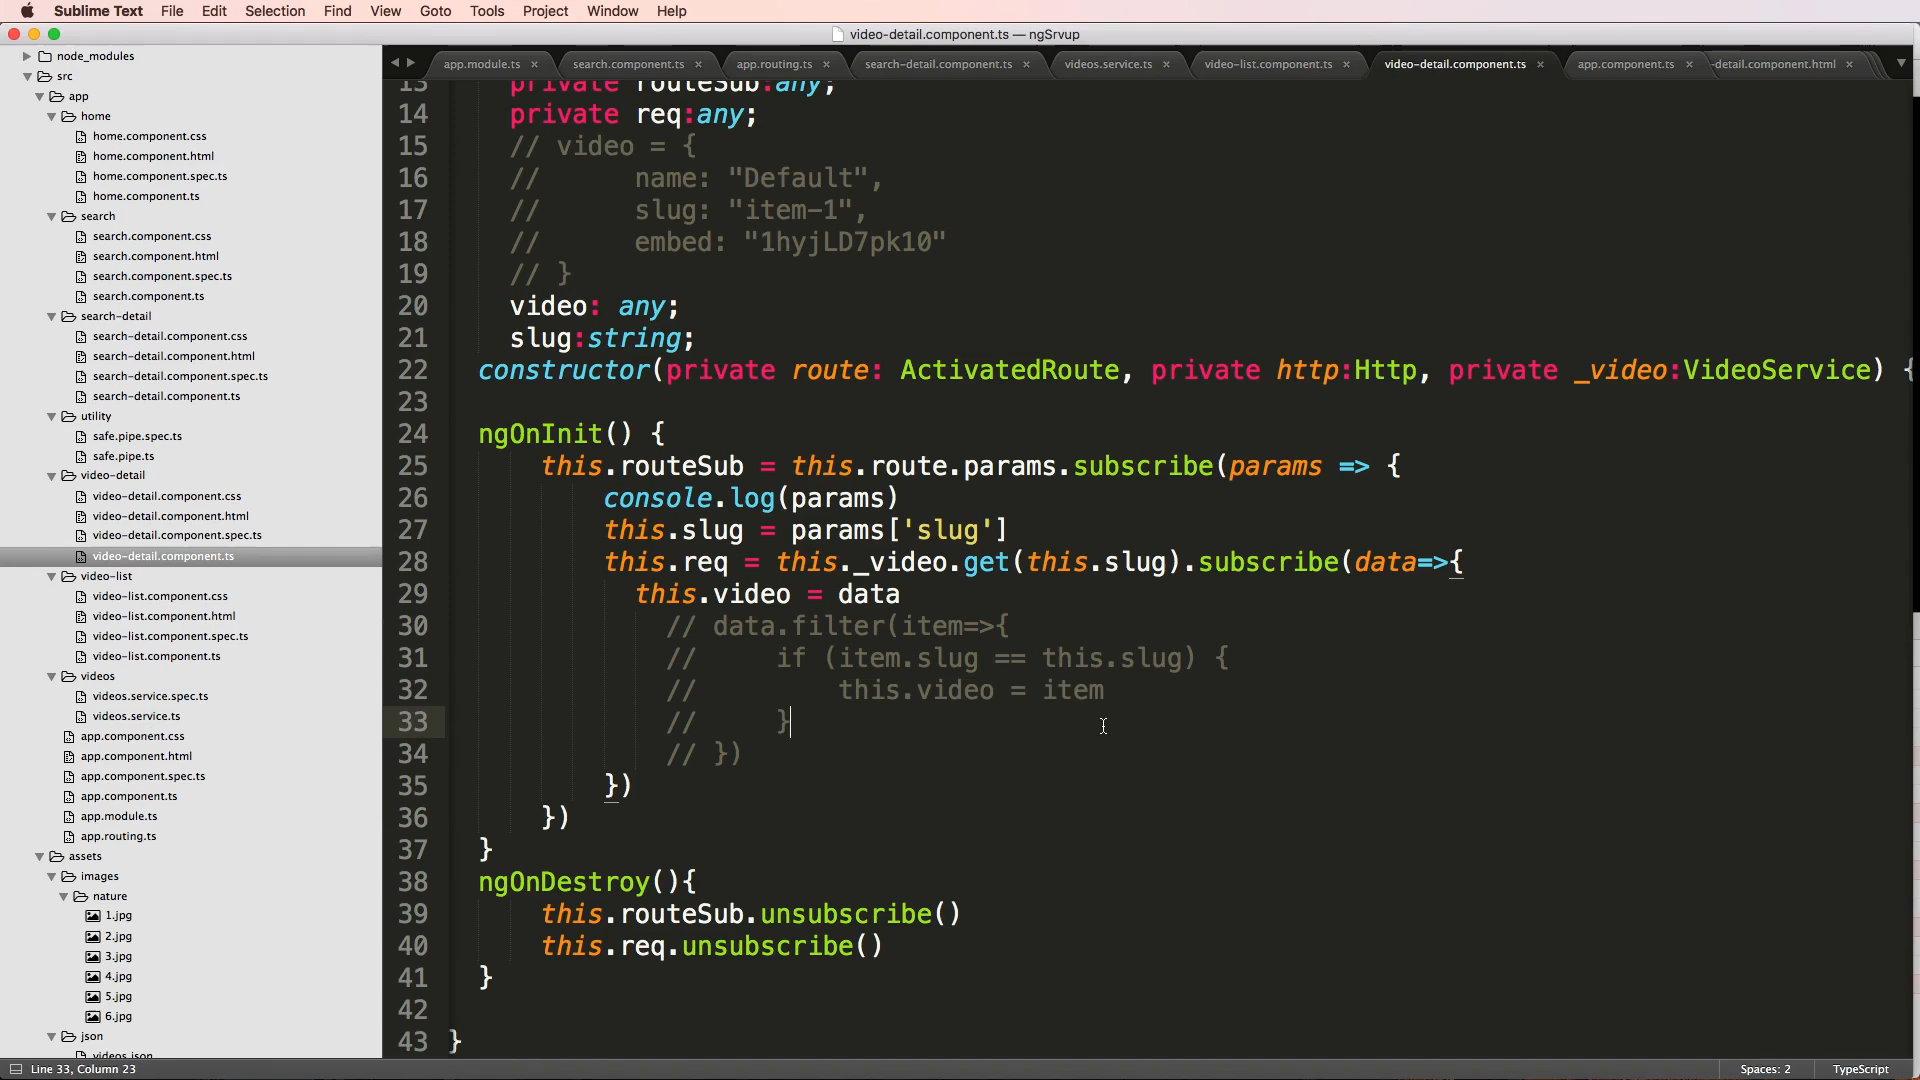 Sublime Text File Edit Selection Find View Goto Tools Project Window Help
video-detail.component.ts — ngSrvup
node_modules
src
app
home
home.component.css
home.component.html
home.component.spec.ts
home.component.ts
search
search.component.css
search.component.html
search.component.spec.ts
search.component.ts
search-detail
search-detail.component.css
search-detail.component.html
search-detail.component.spec.ts
search-detail.component.ts
utility
safe.pipe.spec.ts
safe.pipe.ts
video-detail
video-detail.component.css
video-detail.component.html
video-detail.component.spec.ts
video-detail.component.ts
video-list
video-list.component.css
video-list.component.html
video-list.component.spec.ts
video-list.component.ts
videos
videos.service.spec.ts
videos.service.ts
app.component.css
app.component.html
app.component.spec.ts
app.component.ts
app.module.ts
app.routing.ts
assets
images
nature
1.jpg
2.jpg
3.jpg
4.jpg
5.jpg
6.jpg
json
videos.json
app.module.ts × search.component.ts × app.routing.ts × search-detail.component.ts × videos.service.ts × video-list.component.ts × video-detail.component.ts × app.component.ts × -detail.component.html ×
13 private routeSub:any;
14 private req:any;
15 // video = {
16 // name: "Default",
17 // slug: "item-1",
18 // embed: "1hyjLD7pk10"
19 // }
20 video: any;
21 slug:string;
22 constructor(private route: ActivatedRoute, private http:Http, private _video:VideoService) {
23
24 ngOnInit() {
25 this.routeSub = this.route.params.subscribe(params => {
26 console.log(params)
27 this.slug = params['slug']
28 this.req = this._video.get(this.slug).subscribe(data=>{
29 this.video = data
30 // data.filter(item=>{
31 // if (item.slug == this.slug) {
32 // this.video = item
33 // }
34 // })
35 })
36 })
37 }
38 ngOnDestroy(){
39 this.routeSub.unsubscribe()
40 this.req.unsubscribe()
41 }
42
43 }
Line 33, Column 23 Spaces: 2 TypeScript